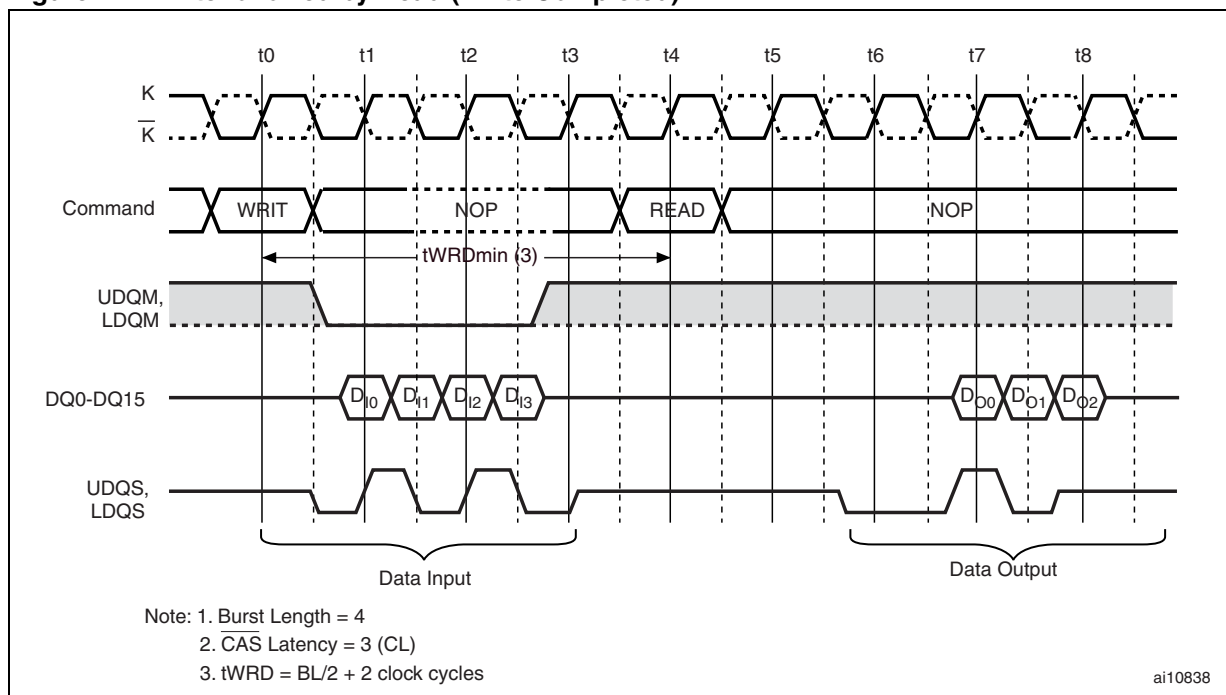 t0 t1 t2 t3 t4 t5 t6 t7 t8
K
K
Command WRIT NOP READ NOP
tWRDmin (3)
UDQM,
LDQM
DQ0-DQ15 DI0 DI1 DI2 DI3 DO0 DO1 DO2
UDQS,
LDQS
Data Input Data Output
Note: 1. Burst Length = 4
2. CAS Latency = 3 (CL)
3. tWRD = BL/2 + 2 clock cycles
ai10838